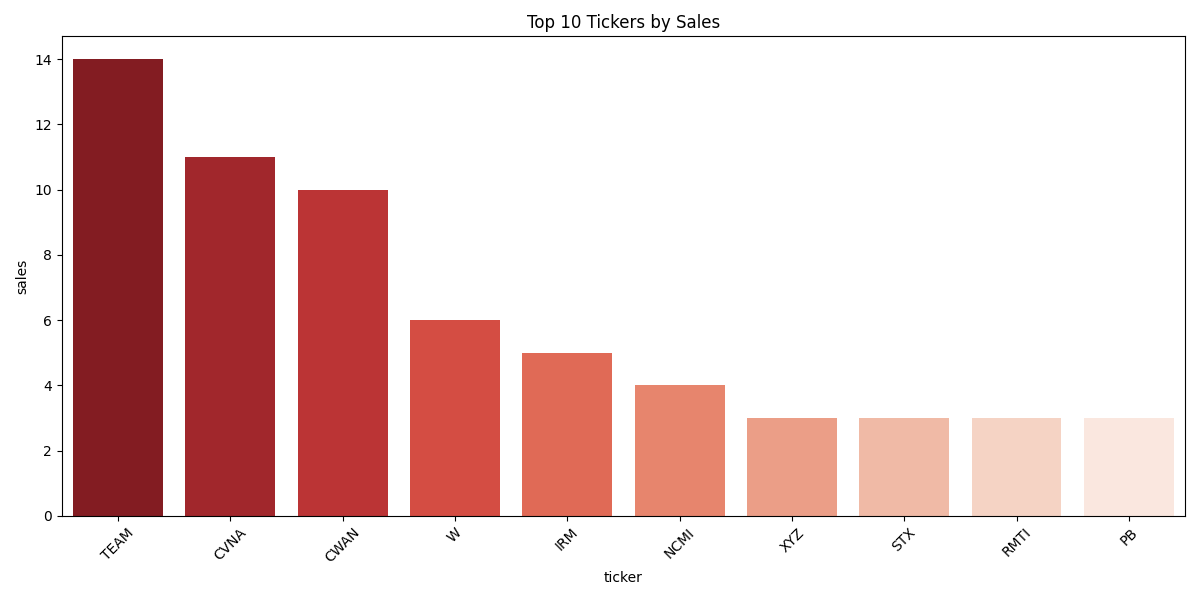 Top 10 Tickers by Sales
sales
14
12
10
8
6
4
2
0
TEAM
CVNA
CWAN
W
IRM
NCMI
XYZ
STX
RMTI
PB
ticker